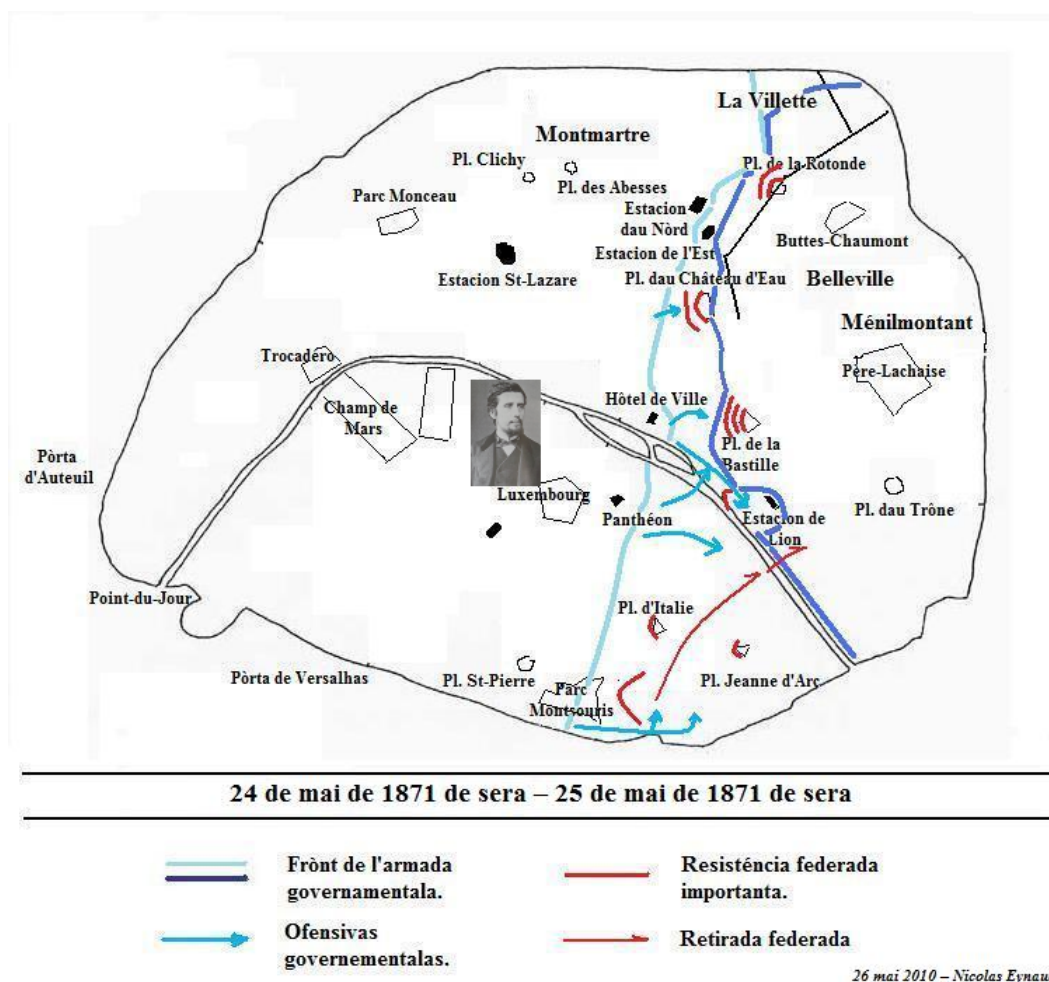 La Villette
Montmartre
Pl. Clichy
Pl. de la Rotonde
Parc Monceau
Pl. des Abesses
Estacion
dau Nòrd
Buttes-Chaumont
Estacion de l'Est
Estacion St-Lazare
Pl. dau Château d'Eau
Belleville
Ménilmontant
Trocadéro
Père-Lachaise
Champ de
Mars
Hôtel de Ville
Pl. de la
Bastille
Pòrta
d'Auteuil
Luxembourg
Panthéon
Estacion de
Lion
Pl. dau Trône
Point-du-Jour
Pl. d'Italie
Pòrta de Versalhas
Pl. St-Pierre
Pl. Jeanne d'Arc
Parc
Montsouris
24 de mai de 1871 de sera – 25 de mai de 1871 de sera
Frònt de l'armada
governamentala.
Resisténcia federada
importanta.
Ofensivas
governementalas.
Retirada federada
26 mai 2010 – Nicolas Eynau